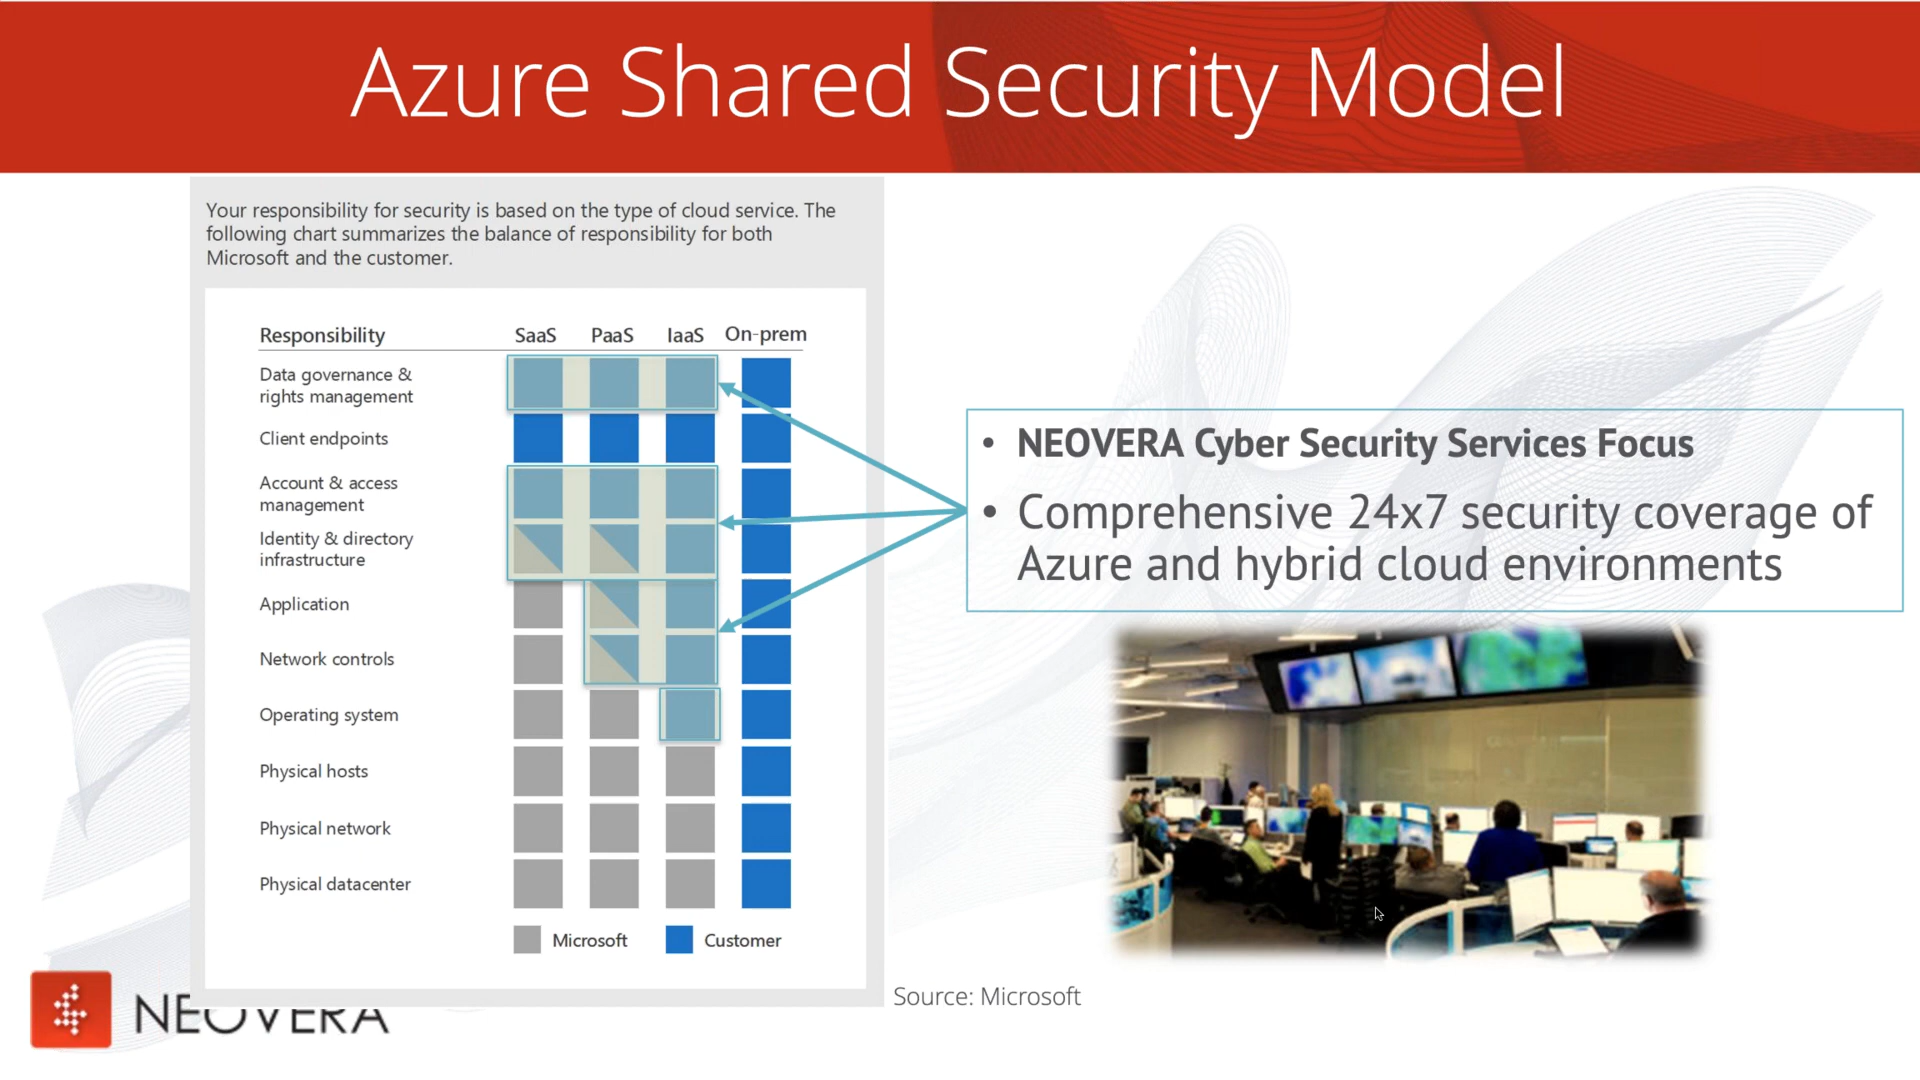 Azure Shared Security Model
Your responsibility for security is based on the type of cloud service. The
following chart summarizes the balance of responsibility for both
Microsoft and the customer.
Responsibility SaaS PaaS IaaS On-prem
Data governance &
rights management
Client endpoints
Account & access
management
Identity & directory
infrastructure
Application
Network controls
Operating system
Physical hosts
Physical network
Physical datacenter
Microsoft Customer
• NEOVERA Cyber Security Services Focus
• Comprehensive 24x7 security coverage of
Azure and hybrid cloud environments
Source: Microsoft
NEOVERA